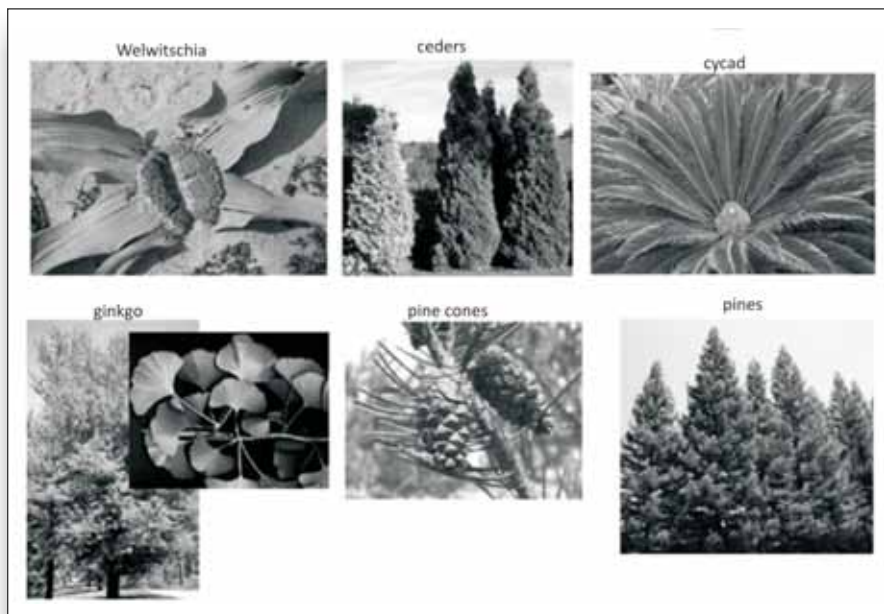 Welwitschia
ceders
cycad
ginkgo
pine cones
pines